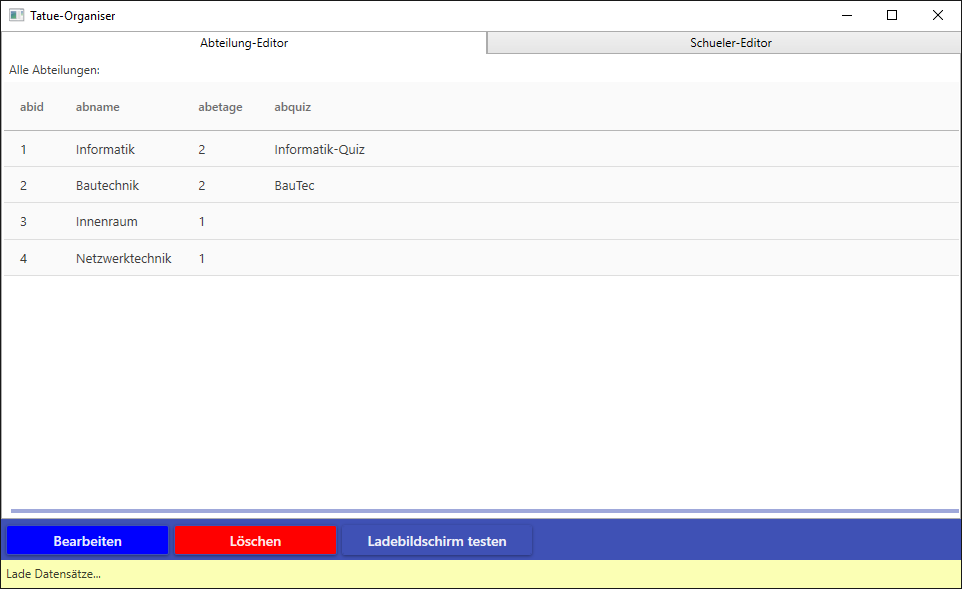 Tatue-Organiser
Abteilung-Editor Schueler-Editor
Alle Abteilungen:
abid abname abetage abquiz
1 Informatik 2 Informatik-Quiz
2 Bautechnik 2 BauTec
3 Innenraum 1
4 Netzwerktechnik 1
Bearbeiten Löschen Ladebildschirm testen
Lade Datensätze...